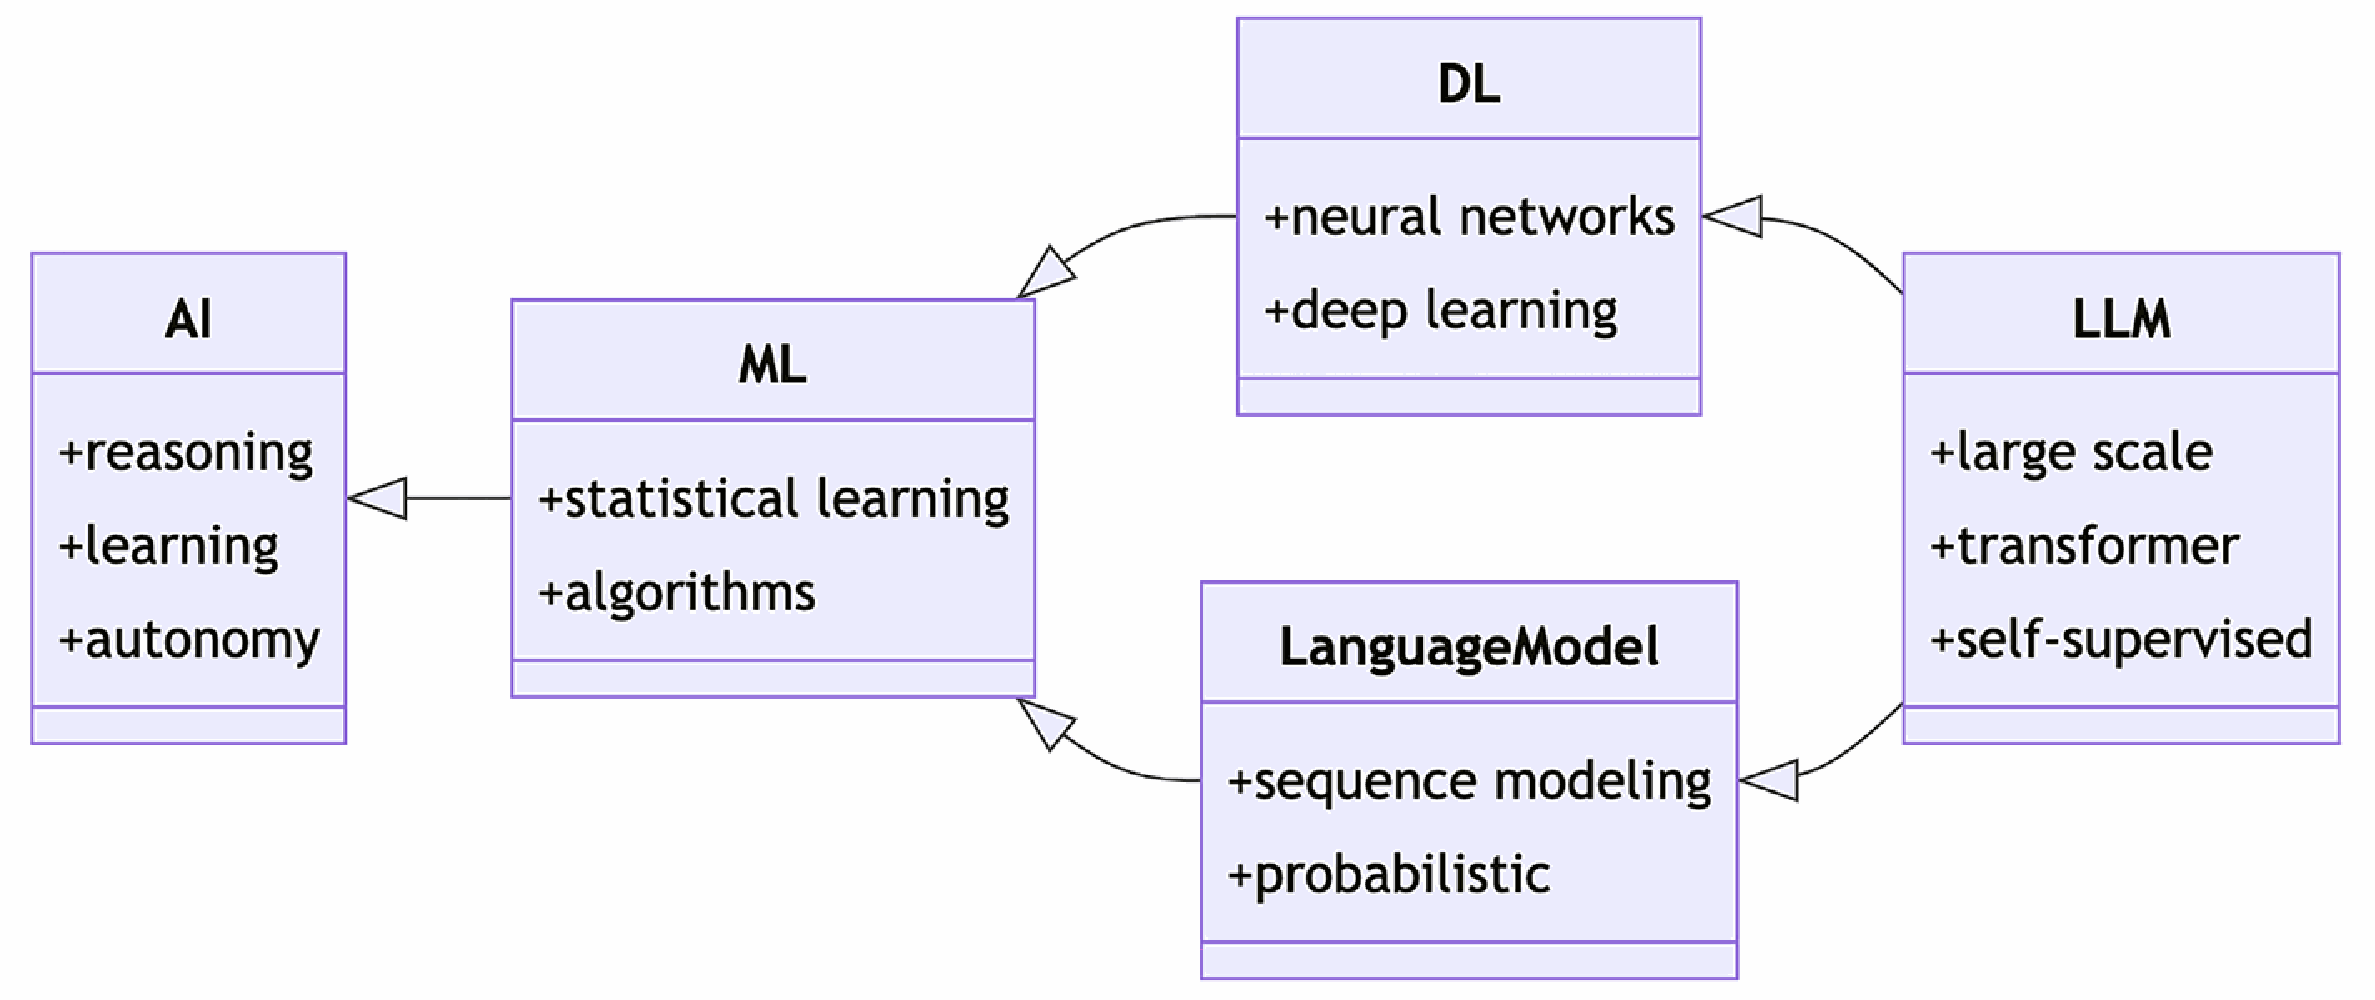 AI
+reasoning
+learning
+autonomy
ML
+statistical learning
+algorithms
DL
+neural networks
+deep learning
LanguageModel
+sequence modeling
+probabilistic
LLM
+large scale
+transformer
+self-supervised